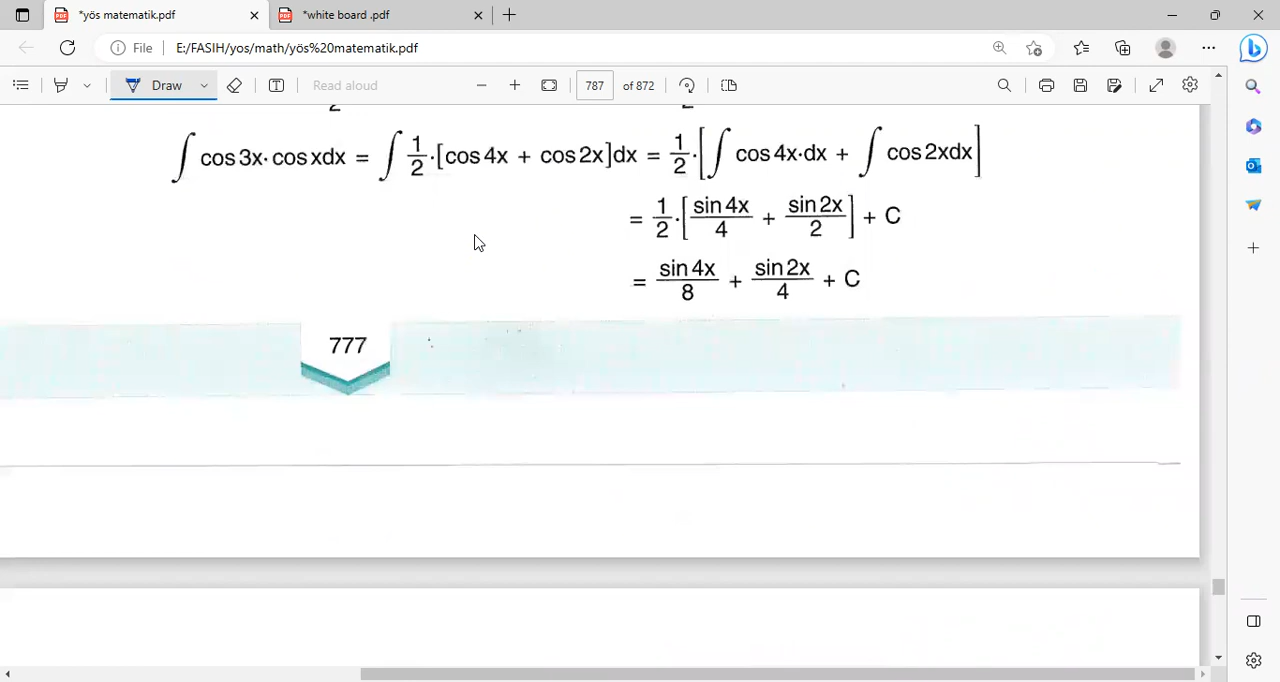 *yös matematik.pdf
*white board .pdf
File E:/FASIH/yos/math/yös%20matematik.pdf
Draw Read aloud 787 of 872
2 2
∫ cos 3x· cos xdx = ∫ 1/2 ·[cos 4x + cos 2x]dx = 1/2 ·[∫ cos 4x·dx + ∫ cos 2xdx]
= 1/2 ·[sin 4x/4 + sin 2x/2] + C
= sin 4x/8 + sin 2x/4 + C
777